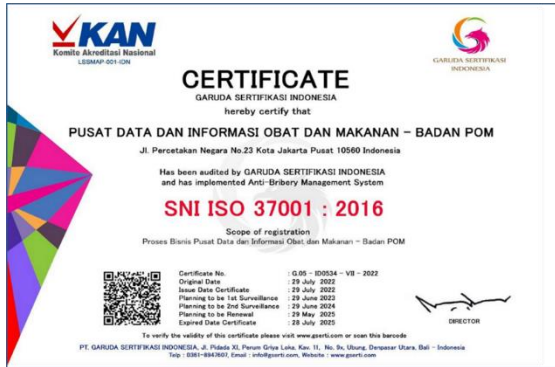 KAN
Komite Akreditasi Nasional
LSSMAP-001-IDN
GARUDA SERTIFIKASI
INDONESIA
CERTIFICATE
GARUDA SERTIFIKASI INDONESIA
hereby certify that
PUSAT DATA DAN INFORMASI OBAT DAN MAKANAN – BADAN POM
Jl. Percetakan Negara No.23 Kota Jakarta Pusat 10560 Indonesia
Has been audited by GARUDA SERTIFIKASI INDONESIA
and has implemented Anti-Bribery Management System
SNI ISO 37001 : 2016
Scope of registration
Proses Bisnis Pusat Data dan Informasi Obat dan Makanan – Badan POM
Certificate No. : G.05 – ID0534 – VII – 2022
Original Date : 29 July 2022
Issue Date Certificate : 29 July 2022
Planning to be 1st Surveillance : 29 June 2023
Planning to be 2nd Surveillance : 29 June 2024
Planning to be Renewal : 29 May 2025
Expired Date Certificate : 28 July 2025
DIRECTOR
To verify the validity of this certificate please visit www.gserti.com or scan this barcode
PT. GARUDA SERTIFIKASI INDONESIA, Jl. Pidada XI, Perum Griya Loka, Kav. 11, No. 9x, Ubung, Denpasar Utara, Bali – Indonesia
Telp : 0361-8947607, Email : info@gserti.com, Website : www.gserti.com